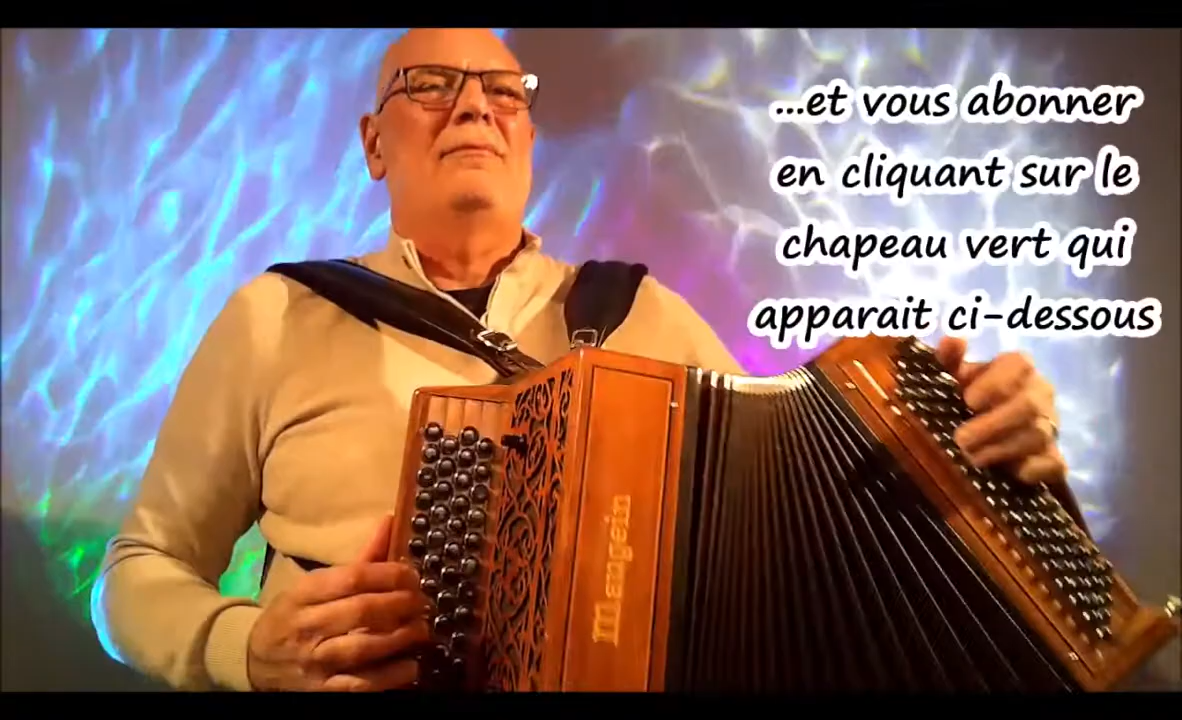 ...et vous abonner
en cliquant sur le
chapeau vert qui
apparait ci-dessous
Maugein